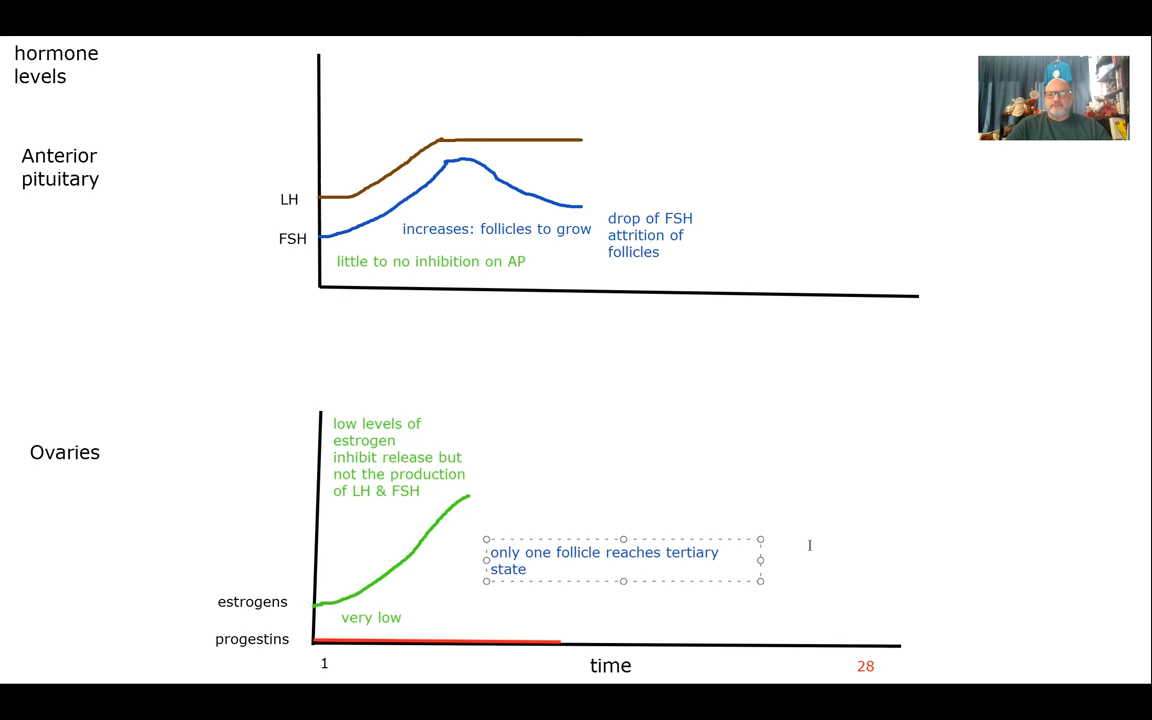 hormone
levels
Anterior
pituitary
LH
FSH
increases: follicles to grow
drop of FSH
attrition of
follicles
little to no inhibition on AP
Ovaries
low levels of
estrogen
inhibit release but
not the production
of LH & FSH
only one follicle reaches tertiary
state
estrogens
very low
progestins
1
time
28